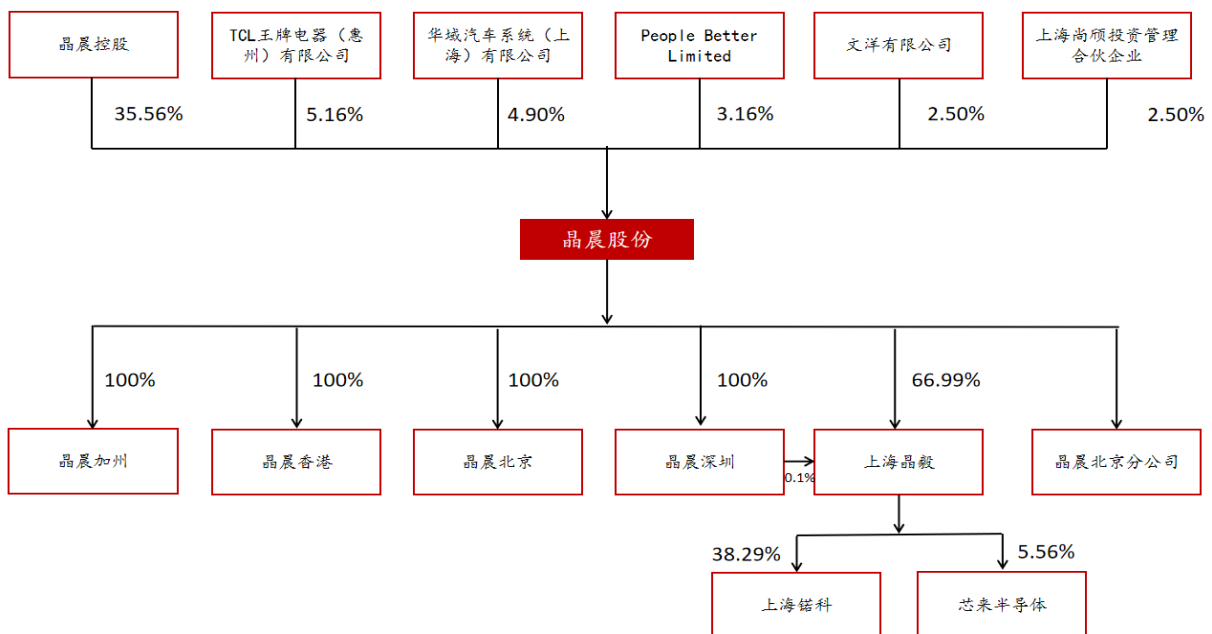 晶晨控股
TCL王牌电器（惠
州）有限公司
华域汽车系统（上
海）有限公司
People Better
Limited
文洋有限公司
上海尚颀投资管理
合伙企业
35.56%
5.16%
4.90%
3.16%
2.50%
2.50%
晶晨股份
100%
100%
100%
100%
66.99%
晶晨加州
晶晨香港
晶晨北京
晶晨深圳
0.1%
上海晶毅
晶晨北京分公司
38.29%
5.56%
上海锘科
芯来半导体